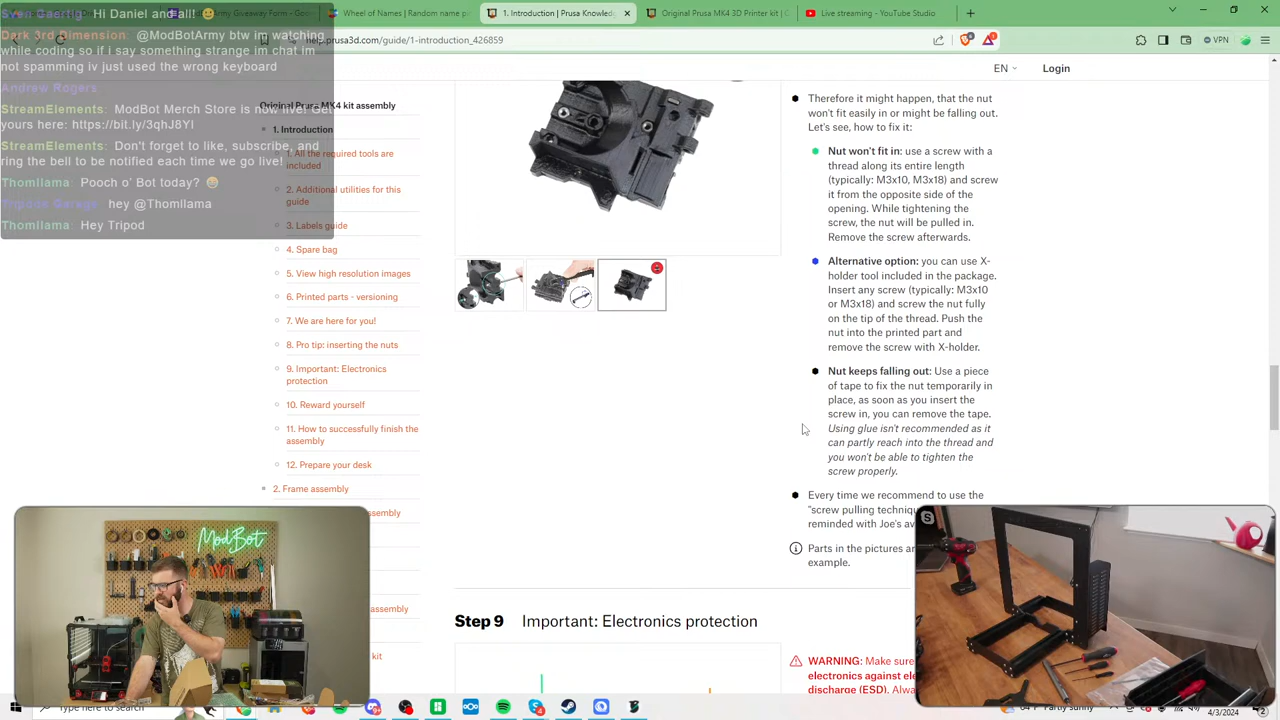 Sven Gaenig: Hi Daniel and all! 😀
Dark 3rd Dimension: @ModBotArmy btw im watching
while coding so if i say something in the chat im
not spamming iv just used the wrong keyboard
Andrew Rogers:
StreamElements: ModBot Merch Store is now live! Get
yours here: https://bit.ly/3qhJ8YI
StreamElements: Don't forget to like, subscribe, and
ring the bell to be notified each time we go live!
Thomllama: Pooch o' Bot today? 😀
Tripods Garage: hey @Thomllama
Thomllama: Hey Tripod
Wheel of Names | Random name p
1. Introduction | Prusa Knowled
Original Prusa MK4 3D Printer kit (
Live streaming - YouTube Studio
help.prusa3d.com/guide/1-introduction_426859
VPN
EN
Login
Original Prusa MK4 kit assembly
1. Introduction
1. All the required tools are
included
2. Additional utilities for this
guide
3. Labels guide
4. Spare bag
5. View high resolution images
6. Printed parts - versioning
7. We are here for you!
8. Pro tip: inserting the nuts
9. Important: Electronics
protection
10. Reward yourself
11. How to successfully finish the
assembly
12. Prepare your desk
2. Frame assembly
assembly
assembly
kit
Therefore it might happen, that the nut
won't fit easily in or might be falling out.
Let's see, how to fix it:
Nut won't fit in: use a screw with a
thread along its entire length
(typically: M3x10, M3x18) and screw
it from the opposite side of the
opening. While tightening the
screw, the nut will be pulled in.
Remove the screw afterwards.
Alternative option: you can use X-
holder tool included in the package.
Insert any screw (typically: M3x10
or M3x18) and screw the nut fully
on the tip of the thread. Push the
nut into the printed part and
remove the screw with X-holder.
Nut keeps falling out: Use a piece
of tape to fix the nut temporarily in
place, as soon as you insert the
screw in, you can remove the tape.
Using glue isn't recommended as it
can partly reach into the thread and
you won't be able to tighten the
screw properly.
Every time we recommend to use the
"screw pulling technique
reminded with Joe's av
Parts in the pictures ar
example.
Step 9 Important: Electronics protection
WARNING: Make sure
electronics against ele
discharge (ESD). Alwa
ModBot
Type here to search
Partly sunny
4/3/2024